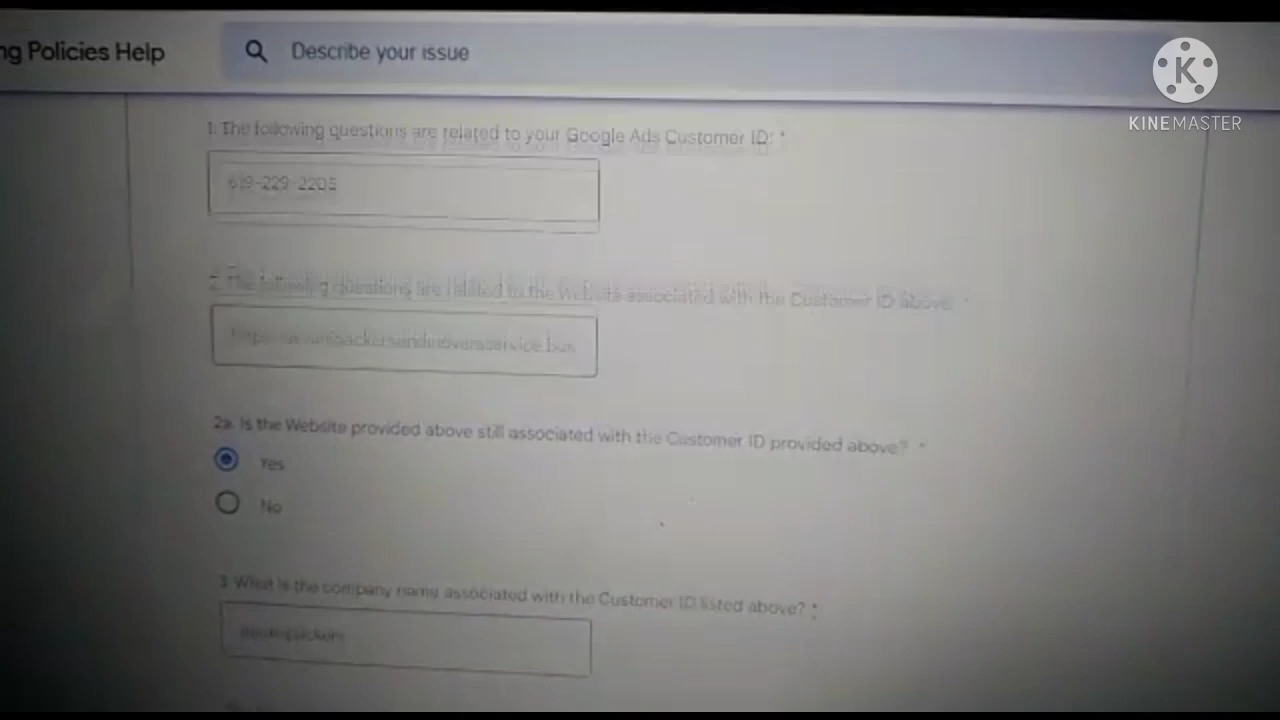 ng Policies Help
Describe your issue
KINEMASTER
1. The following questions are related to your Google Ads Customer ID: *
619-229-2205
2. The following questions are related to the Website associated with the Customer ID above. *
2a. Is the Website provided above still associated with the Customer ID provided above? *
Yes
No
3. What is the company name associated with the Customer ID listed above? *